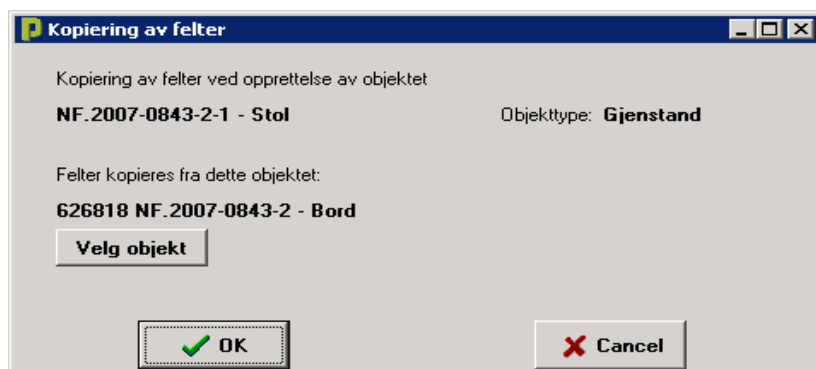 Kopiering av felter
Kopiering av felter ved opprettelse av objektet
NF.2007-0843-2-1 - Stol Objekttype: Gjenstand
Felter kopieres fra dette objektet:
626818 NF.2007-0843-2 - Bord
Velg objekt
OK Cancel